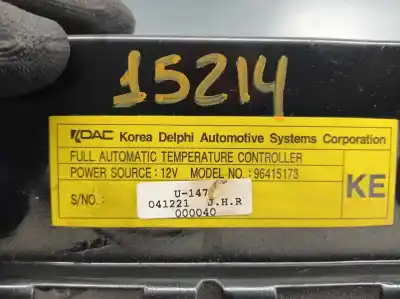 15214
KDAC Korea Delphi Automotive Systems Corporation
FULL AUTOMATIC TEMPERATURE CONTROLLER
POWER SOURCE : 12V MODEL NO. : 96415173
KE
S/NO. :
U-147
041221 J.H.R
000040